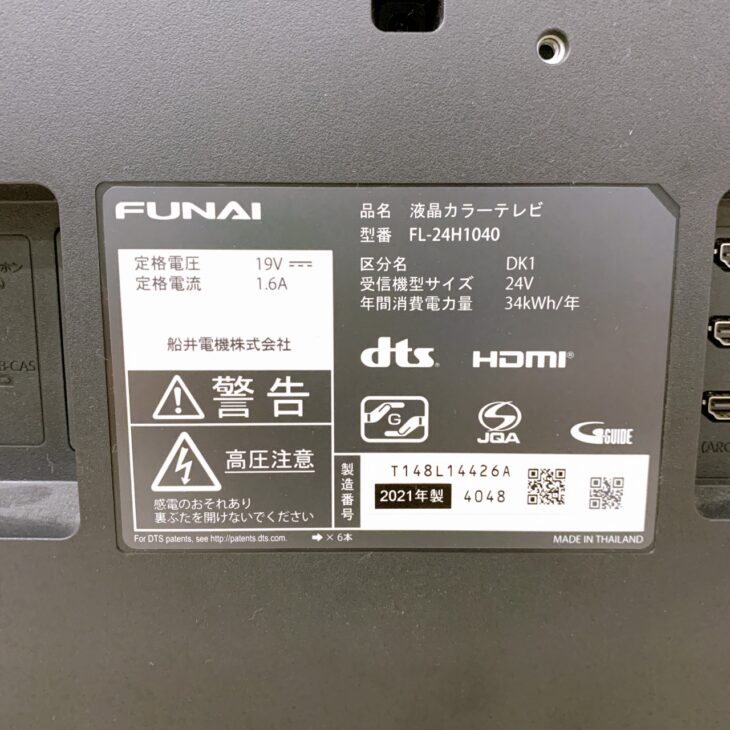 FUNAI
品名 液晶カラーテレビ
型番 FL-24H1040
定格電圧 19V
定格電流 1.6A
船井電機株式会社
区分名 DK1
受信機型サイズ 24V
年間消費電力量 34kWh/年
dts HDMI®
G JQA G-GUIDE
警告
高圧注意
感電のおそれあり
裏ぶたを開けないでください
製造番号
T148L14426A
2021年製 4048
For DTS patents, see http://patents.dts.com.
➡ × 6本
MADE IN THAILAND
ホン
B-CAS
(ARC